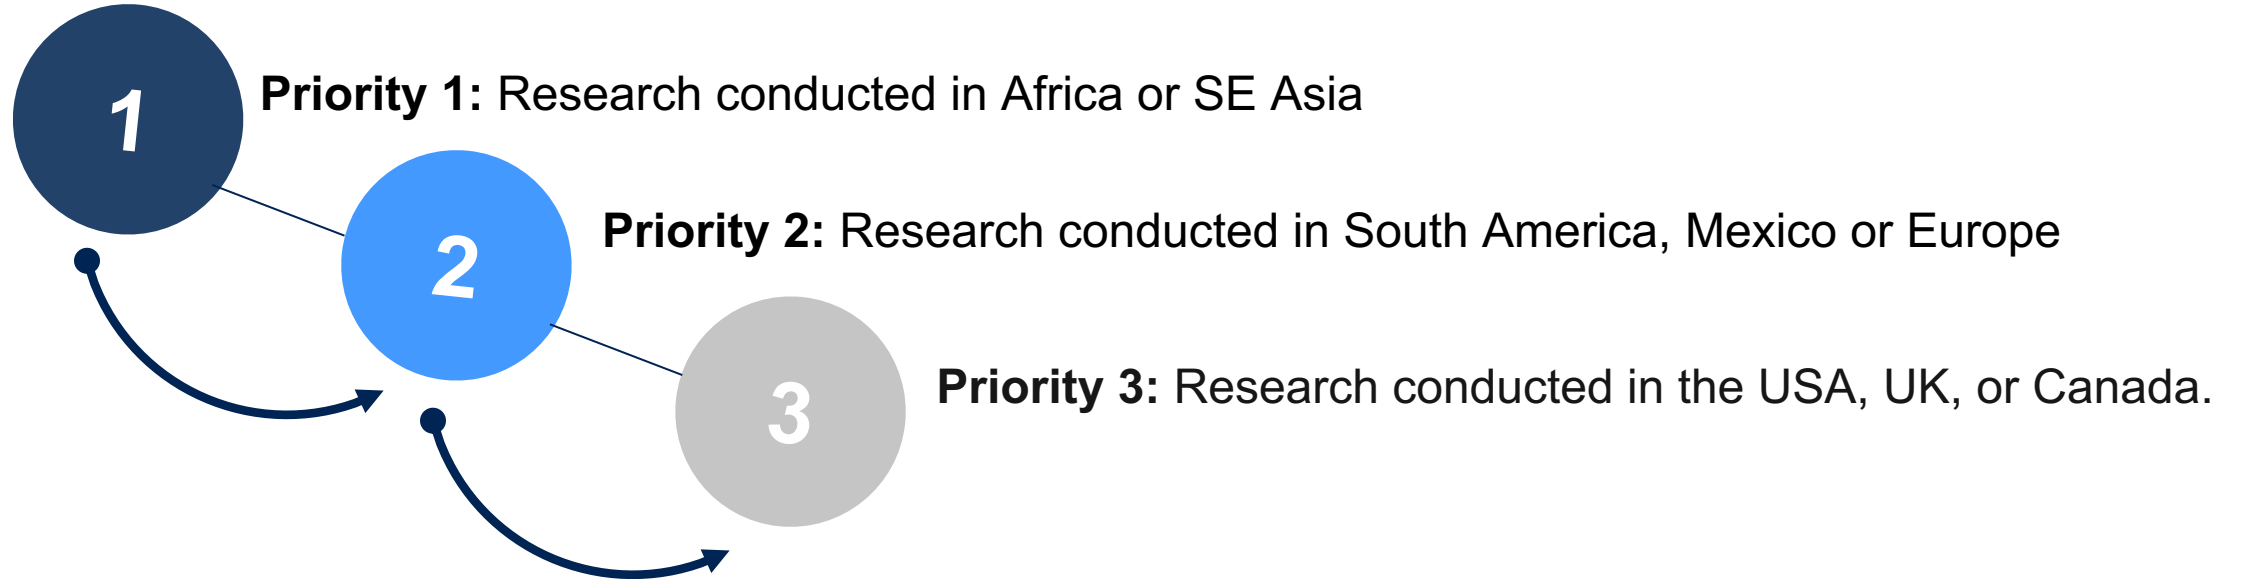 1
Priority 1: Research conducted in Africa or SE Asia
2
Priority 2: Research conducted in South America, Mexico or Europe
3
Priority 3: Research conducted in the USA, UK, or Canada.